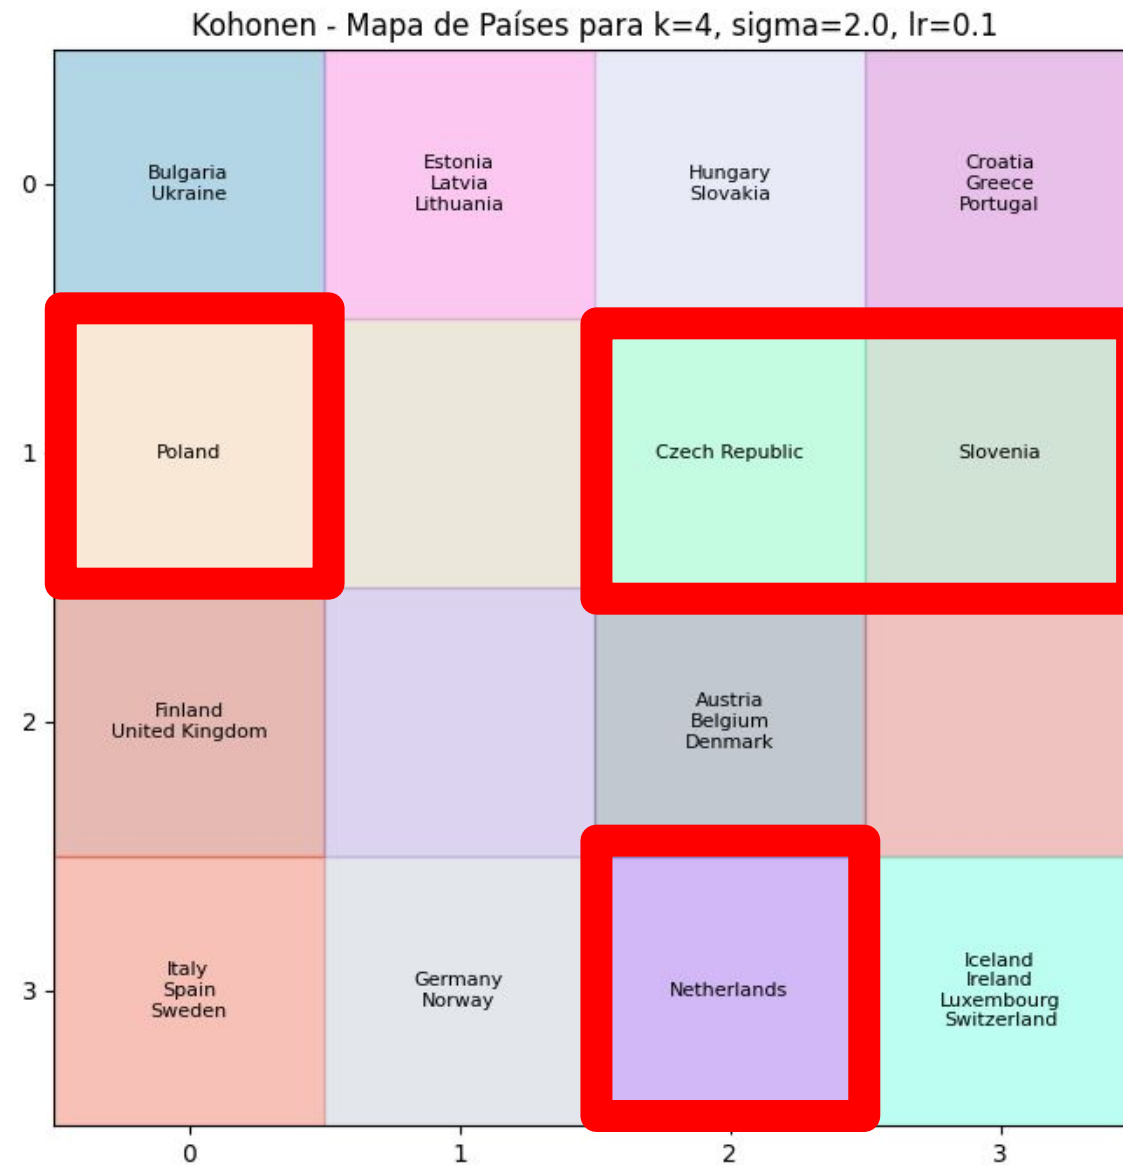 Kohonen - Mapa de Países para k=4, sigma=2.0, lr=0.1
0
Bulgaria
Ukraine
Estonia
Latvia
Lithuania
Hungary
Slovakia
Croatia
Greece
Portugal
1
Poland
Czech Republic
Slovenia
2
Finland
United Kingdom
Austria
Belgium
Denmark
3
Italy
Spain
Sweden
Germany
Norway
Netherlands
Iceland
Ireland
Luxembourg
Switzerland
0
1
2
3